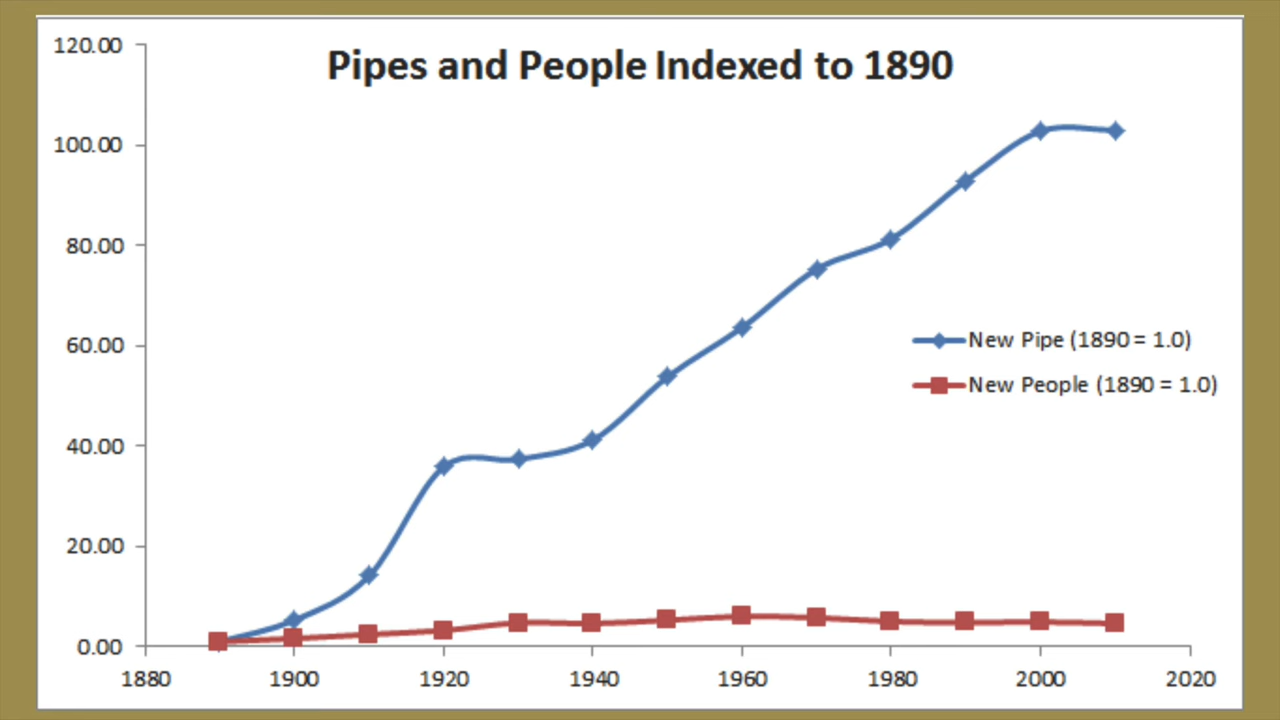 Pipes and People Indexed to 1890
120.00
100.00
80.00
60.00
40.00
20.00
0.00
1880 1900 1920 1940 1960 1980 2000 2020
New Pipe (1890 = 1.0)
New People (1890 = 1.0)